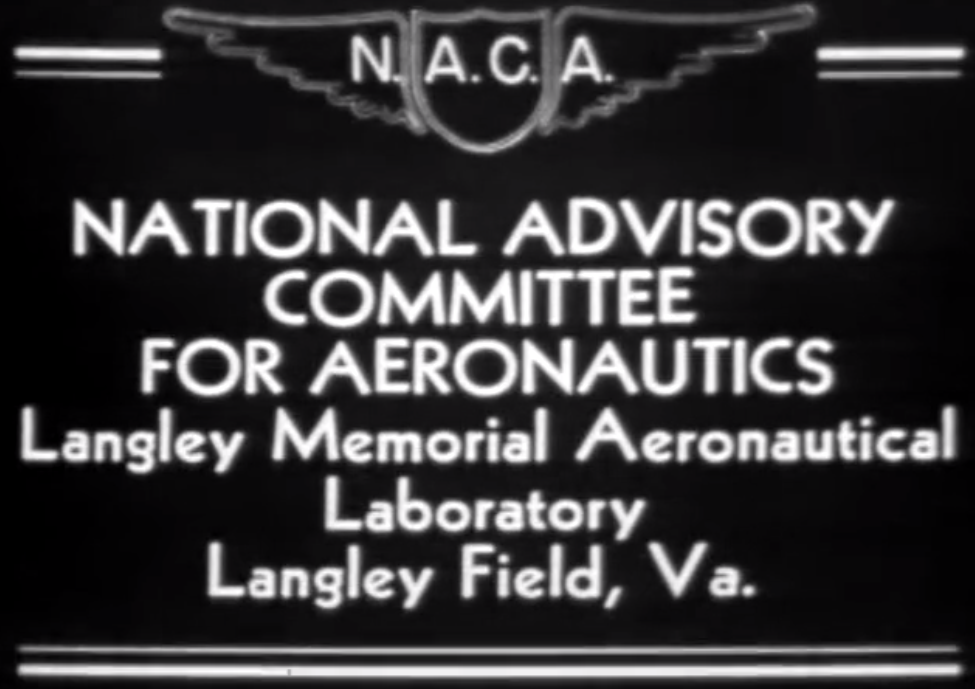 N.A.C.A.
NATIONAL ADVISORY
COMMITTEE
FOR AERONAUTICS
Langley Memorial Aeronautical
Laboratory
Langley Field, Va.